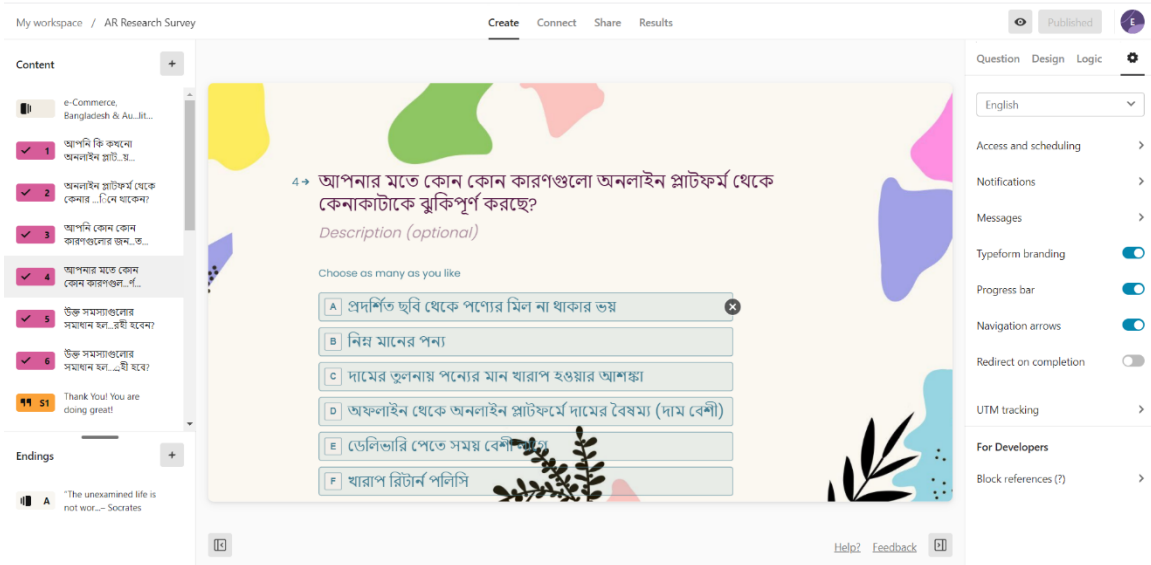 My workspace / AR Research Survey
Create Connect Share Results
Published
E
Content
+
e-Commerce,
Bangladesh & Au...lit...
1 আপনি কি কখনো
অনলাইন প্লাট...য়...
2 অনলাইন প্লাটফর্ম থেকে
কেনার ...িনে থাকেন?
3 আপনি কোন কোন
কারণগুলোর জন...ত...
4 আপনার মতে কোন
কোন কারণগুল...র্ণ...
5 উক্ত সমস্যাগুলোর
সমাধান হল...রহী হবেন?
6 উক্ত সমস্যাগুলোর
সমাধান হল...হী হবে?
S1 Thank You! You are
doing great!
Endings
+
A "The unexamined life is
not wor...– Socrates
4→ আপনার মতে কোন কোন কারণগুলো অনলাইন প্লাটফর্ম থেকে
কেনাকাটাকে ঝুকিপূর্ণ করছে?
Description (optional)
Choose as many as you like
A প্রদর্শিত ছবি থেকে পণ্যের মিল না থাকার ভয়
B নিম্ন মানের পন্য
C দামের তুলনায় পন্যের মান খারাপ হওয়ার আশঙ্কা
D অফলাইন থেকে অনলাইন প্লাটফর্মে দামের বৈষম্য (দাম বেশী)
E ডেলিভারি পেতে সময় বেশী
F খারাপ রিটার্ন পলিসি
Help? Feedback
Question Design Logic
English
Access and scheduling
Notifications
Messages
Typeform branding
Progress bar
Navigation arrows
Redirect on completion
UTM tracking
For Developers
Block references (?)